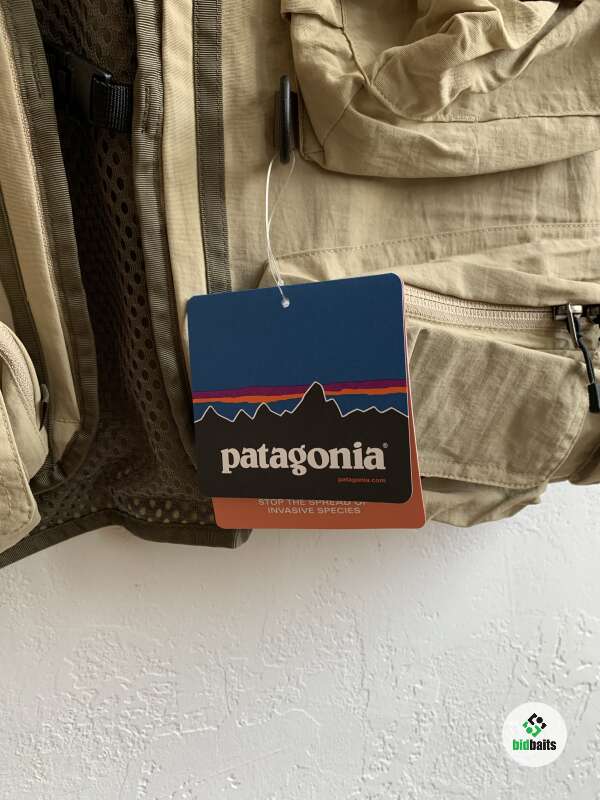 patagonia®
patagonia.com
STOP THE SPREAD OF
INVASIVE SPECIES
bidbaits